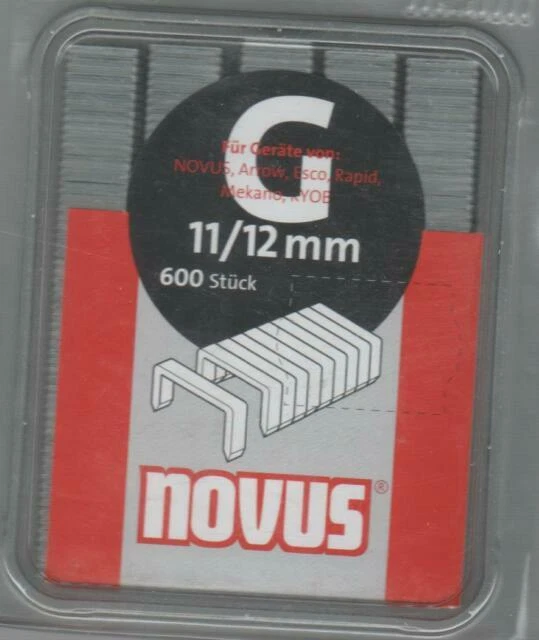 G
Für Geräte von:
NOVUS, Arrow, Esco, Rapid,
Mekano, RYOBI
11/12 mm
600 Stück
novus®